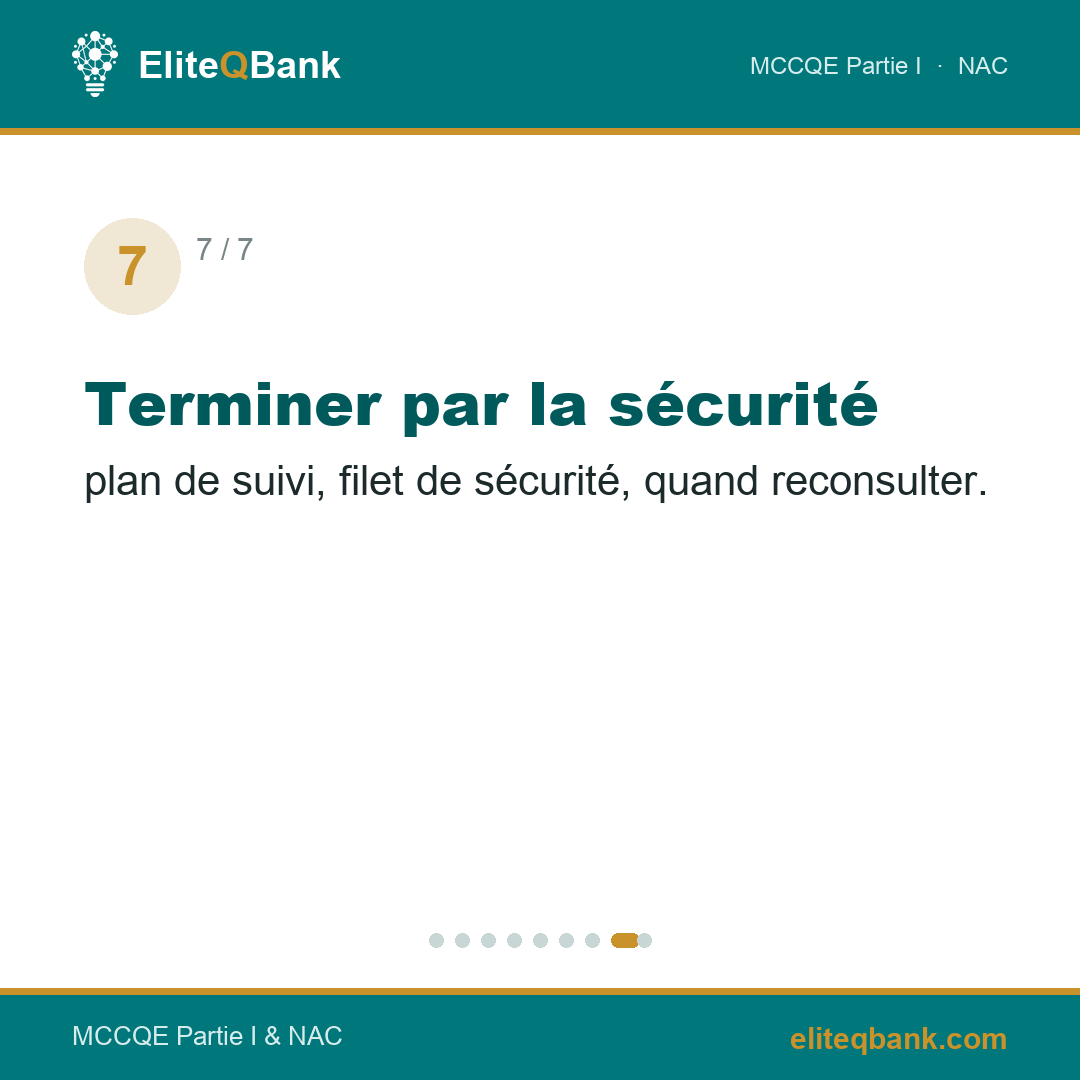 EliteQBank
MCCQE Partie I · NAC
7
7 / 7
Terminer par la sécurité
plan de suivi, filet de sécurité, quand reconsulter.
MCCQE Partie I & NAC
eliteqbank.com